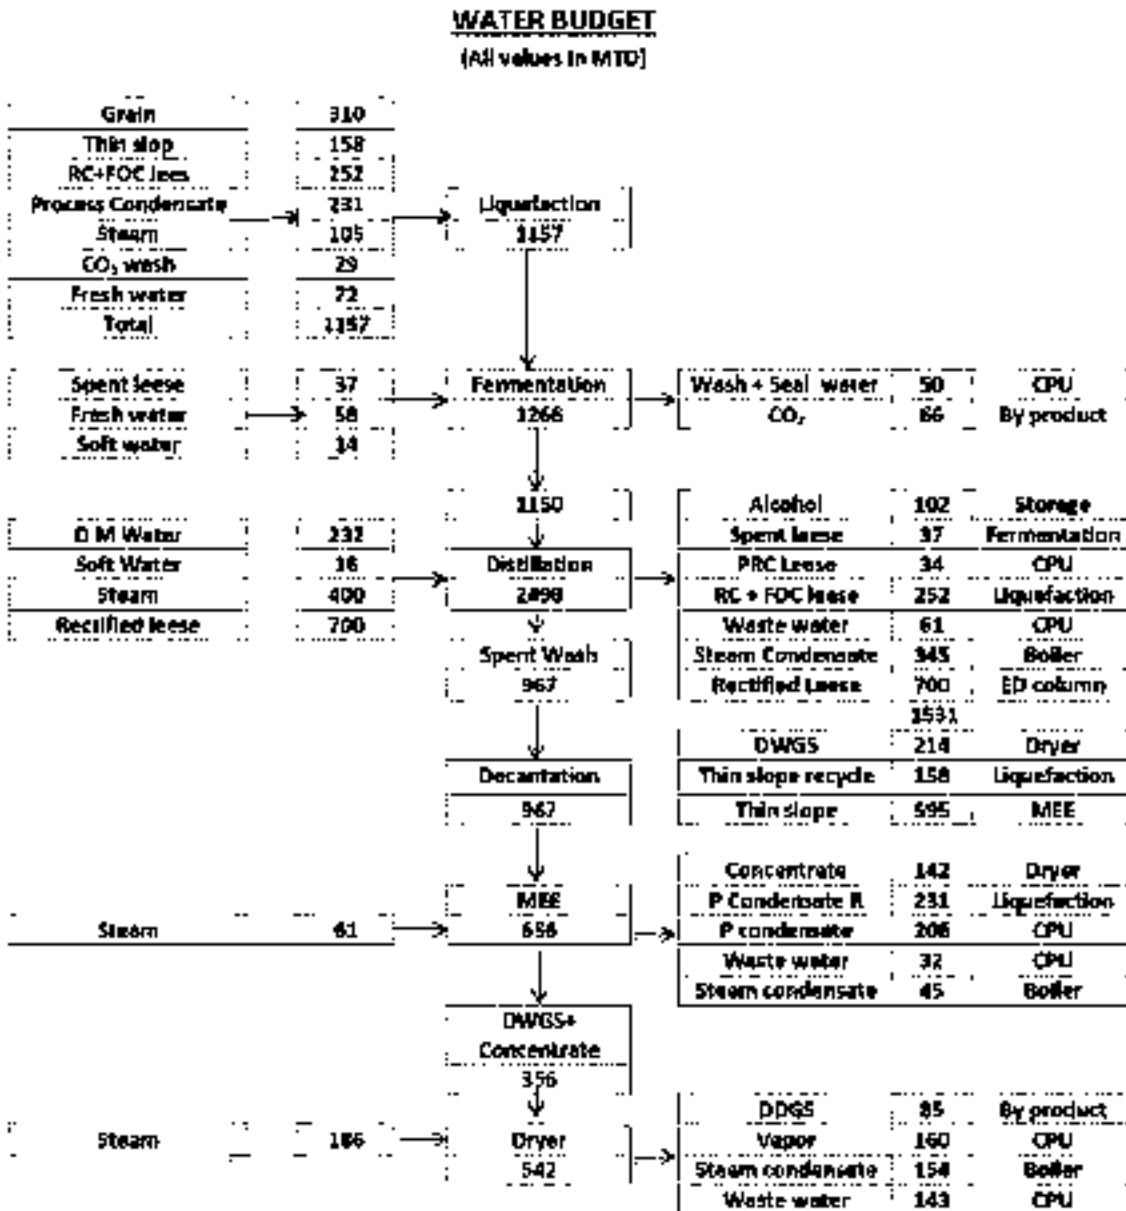 WATER BUDGET
(All values in MTD)
Grain 310
Thin slop 158
RC+FOC lees 252
Process Condensate 231
Steam 105
CO₂ wash 29
Fresh water 72
Total 1157
Liquefaction
1157
Spent leese 37
Fresh water 58
Soft water 14
Fermentation
1266
Wash + Seal water 50 CPU
CO₂ 66 By product
1150
D M Water 232
Soft Water 16
Steam 400
Rectified leese 700
Distillation
2498
Alcohol 102 Storage
Spent leese 37 Fermentation
PRC Lease 34 CPU
RC + FOC lease 252 Liquefaction
Waste water 61 CPU
Steam Condensate 345 Boiler
Rectified Leese 700 ED column
1531
Spent Wash
967
DWGS 214 Dryer
Thin slope recycle 158 Liquefaction
Thin slope 595 MEE
Decantation
967
Steam 61
MEE
656
Concentrate 142 Dryer
P Condensate R 231 Liquefaction
P condensate 206 CPU
Waste water 32 CPU
Steam condensate 45 Boiler
DWGS+
Concentrate
356
Steam 186
Dryer
542
DDGS 85 By product
Vapor 160 CPU
Steam condensate 154 Boiler
Waste water 143 CPU